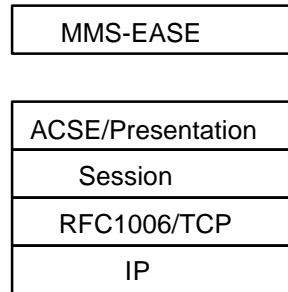 MMS-EASE
ACSE/Presentation
Session
RFC1006/TCP
IP